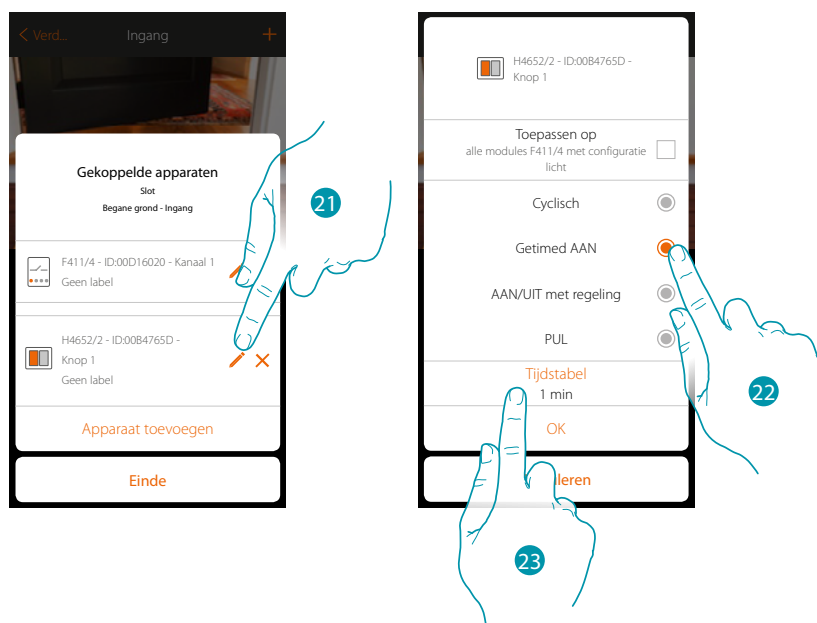 Verd...
Ingang
Gekoppelde apparaten
Slot
Begane grond - Ingang
F411/4 - ID:00D16020 - Kanaal 1
Geen label
H4652/2 - ID:00B4765D -
Knop 1
Geen label
Apparaat toevoegen
Einde
21
H4652/2 - ID:00B4765D -
Knop 1
Toepassen op
alle modules F411/4 met configuratie
licht
Cyclisch
Getimed AAN
AAN/UIT met regeling
PUL
Tijdstabel
1 min
OK
leren
22
23